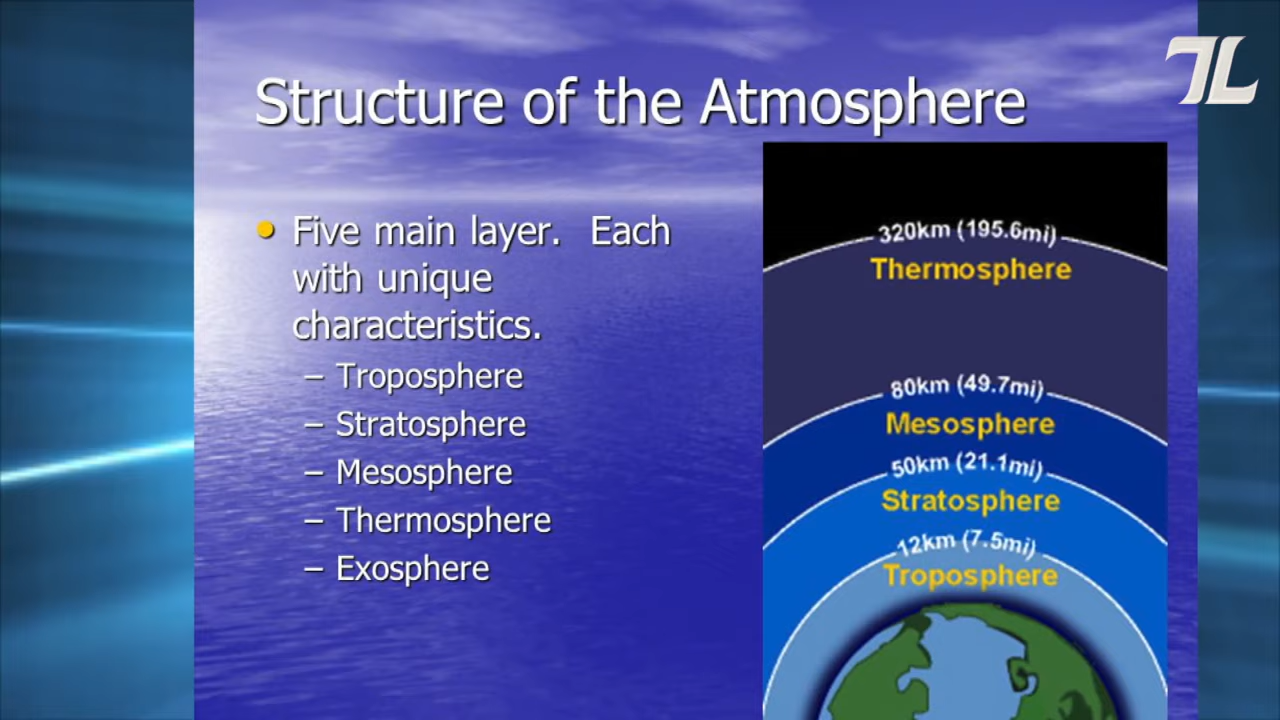 TL
Structure of the Atmosphere
• Five main layer. Each
with unique
characteristics.
– Troposphere
– Stratosphere
– Mesosphere
– Thermosphere
– Exosphere
320km (195.6mi)
Thermosphere
80km (49.7mi)
Mesosphere
50km (21.1mi)
Stratosphere
12km (7.5mi)
Troposphere